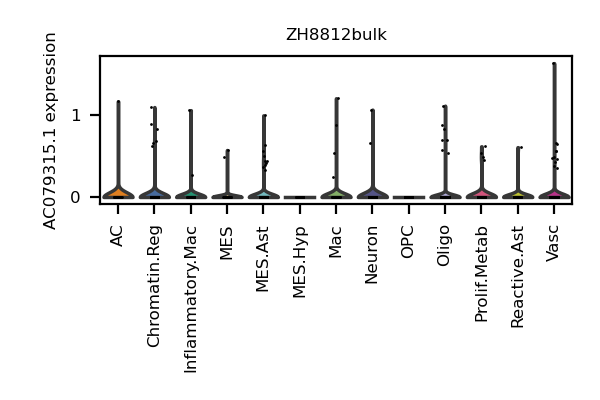 ZH8812bulk
AC079315.1 expression
1
0
AC
Chromatin.Reg
Inflammatory.Mac
MES
MES.Ast
MES.Hyp
Mac
Neuron
OPC
Oligo
Prolif.Metab
Reactive.Ast
Vasc